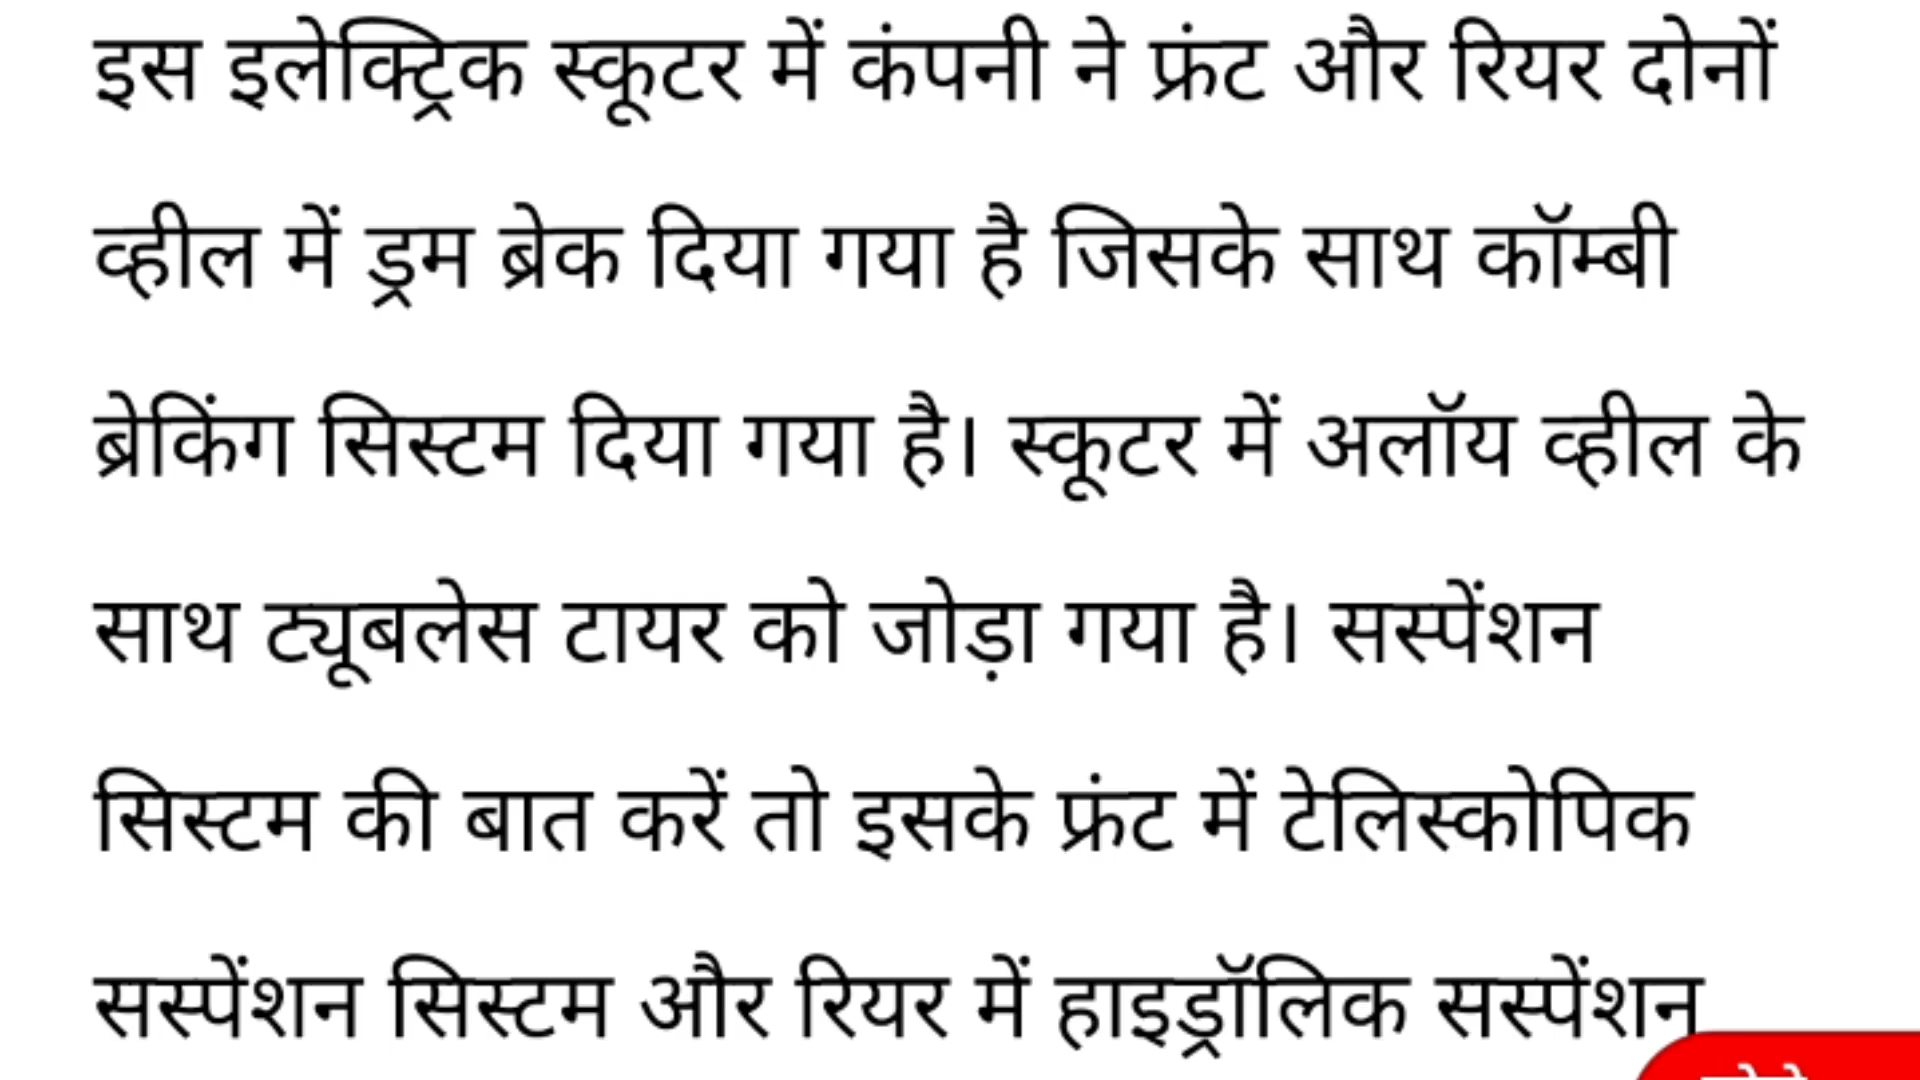 इस इलेक्ट्रिक स्कूटर में कंपनी ने फ्रंट और रियर दोनों
व्हील में ड्रम ब्रेक दिया गया है जिसके साथ कॉम्बी
ब्रेकिंग सिस्टम दिया गया है। स्कूटर में अलॉय व्हील के
साथ ट्यूबलेस टायर को जोड़ा गया है। सस्पेंशन
सिस्टम की बात करें तो इसके फ्रंट में टेलिस्कोपिक
सस्पेंशन सिस्टम और रियर में हाइड्रॉलिक सस्पेंशन